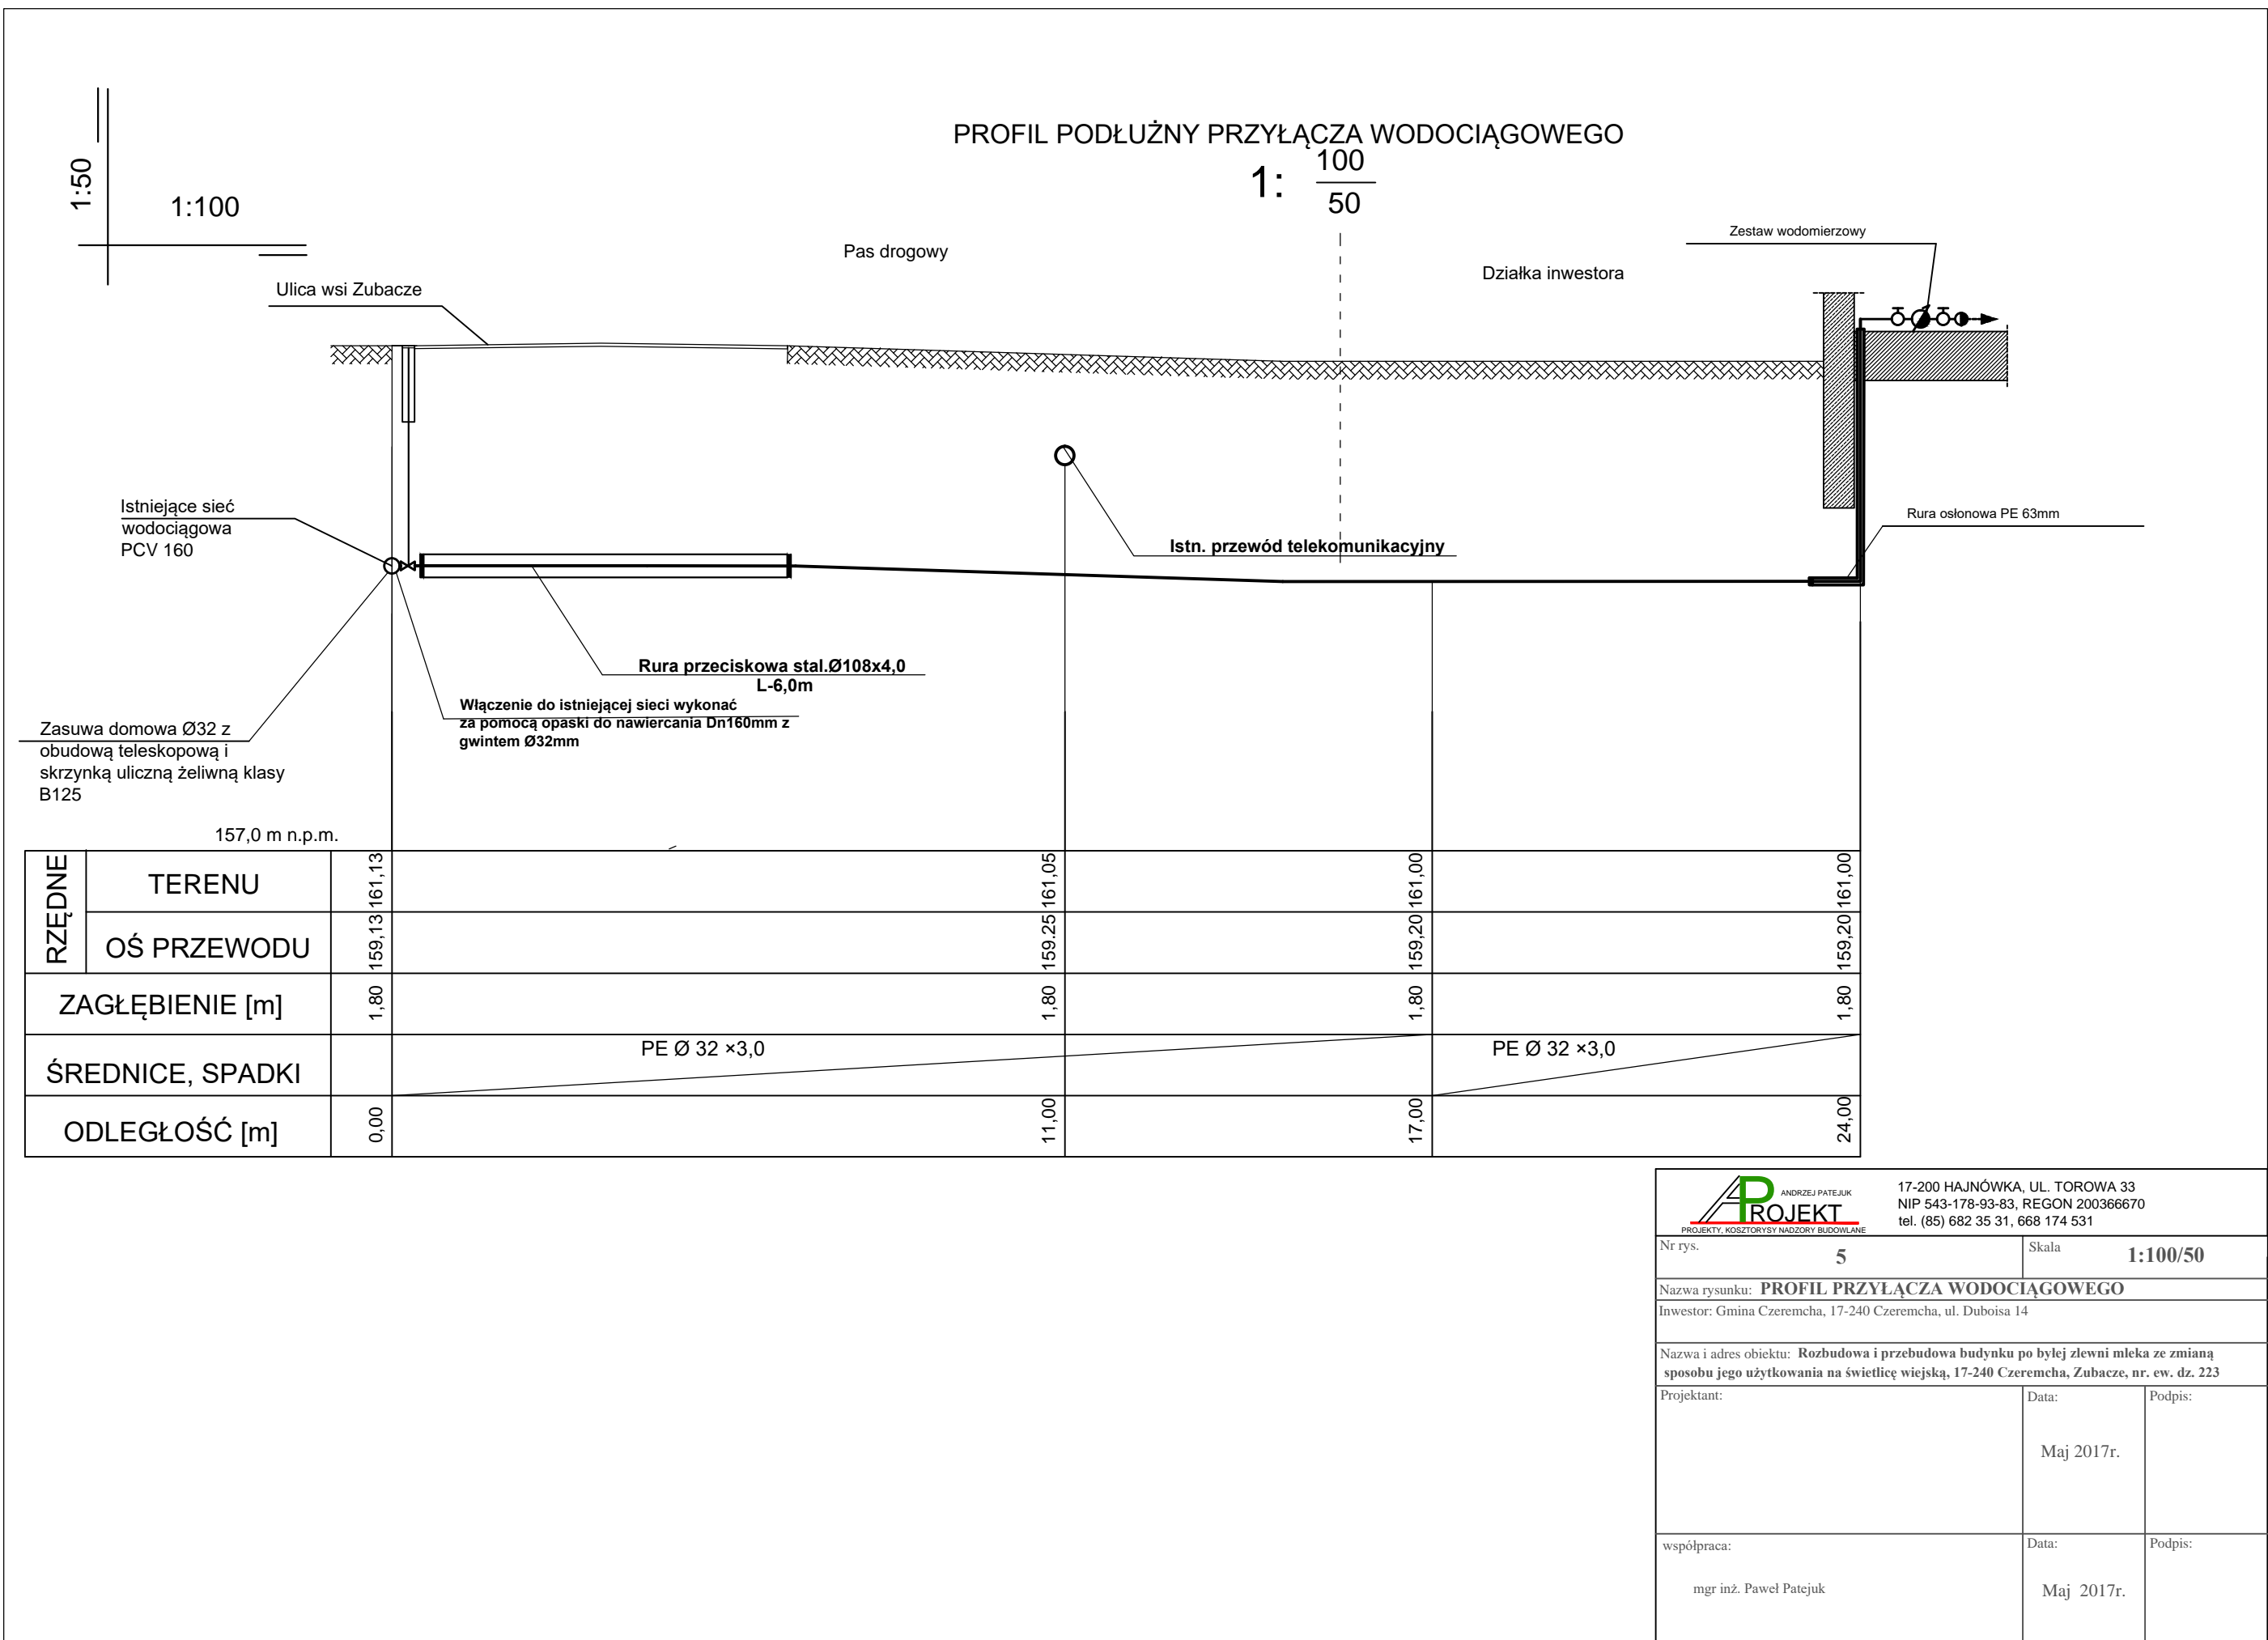 PROFIL PODŁUŻNY PRZYŁĄCZA WODOCIĄGOWEGO
1: 100
50
1:50
1:100
Pas drogowy
Działka inwestora
Zestaw wodomierzowy
Ulica wsi Zubacze
Istniejące sieć
wodociągowa
PCV 160
Istn. przewód telekomunikacyjny
Rura osłonowa PE 63mm
Rura przeciskowa stal.Ø108x4,0
L-6,0m
Włączenie do istniejącej sieci wykonać
za pomocą opaski do nawiercania Dn160mm z
gwintem Ø32mm
Zasuwa domowa Ø32 z
obudową teleskopową i
skrzynką uliczną żeliwną klasy
B125
157,0 m n.p.m.
RZĘDNE
TERENU 161,13 161,05 161,00 161,00
OŚ PRZEWODU 159,13 159.25 159,20 159,20
ZAGŁĘBIENIE [m] 1,80 1,80 1,80 1,80
ŚREDNICE, SPADKI PE Ø 32 ×3,0 PE Ø 32 ×3,0
ODLEGŁOŚĆ [m] 0,00 11,00 17,00 24,00
AP ANDRZEJ PATEJUK
ROJEKT
PROJEKTY, KOSZTORYSY NADZORY BUDOWLANE
17-200 HAJNÓWKA, UL. TOROWA 33
NIP 543-178-93-83, REGON 200366670
tel. (85) 682 35 31, 668 174 531
Nr rys. 5 Skala 1:100/50
Nazwa rysunku: PROFIL PRZYŁĄCZA WODOCIĄGOWEGO
Inwestor: Gmina Czeremcha, 17-240 Czeremcha, ul. Duboisa 14
Nazwa i adres obiektu: Rozbudowa i przebudowa budynku po byłej zlewni mleka ze zmianą
sposobu jego użytkowania na świetlicę wiejską, 17-240 Czeremcha, Zubacze, nr. ew. dz. 223
Projektant: Data: Podpis:
Maj 2017r.
współpraca: Data: Podpis:
mgr inż. Paweł Patejuk Maj 2017r.